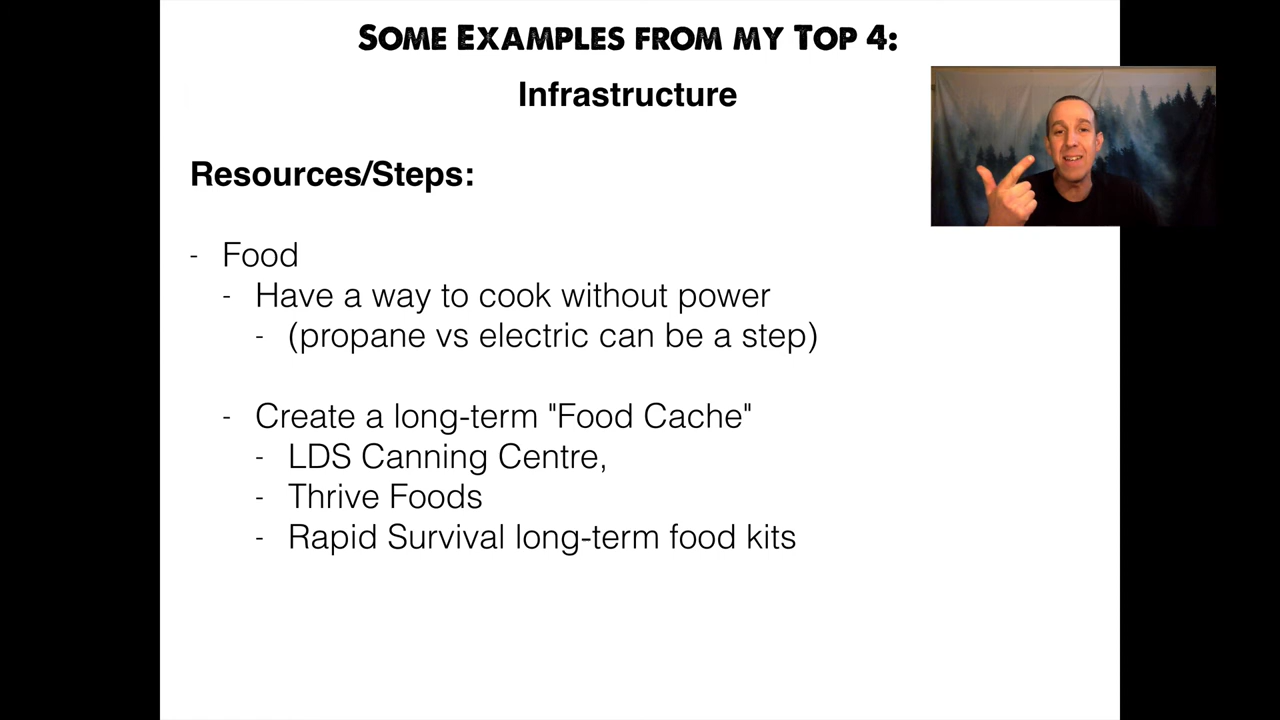 SOME EXAMPLES FROM MY TOP 4:
Infrastructure
Resources/Steps:
- Food
- Have a way to cook without power
- (propane vs electric can be a step)
- Create a long-term "Food Cache"
- LDS Canning Centre,
- Thrive Foods
- Rapid Survival long-term food kits